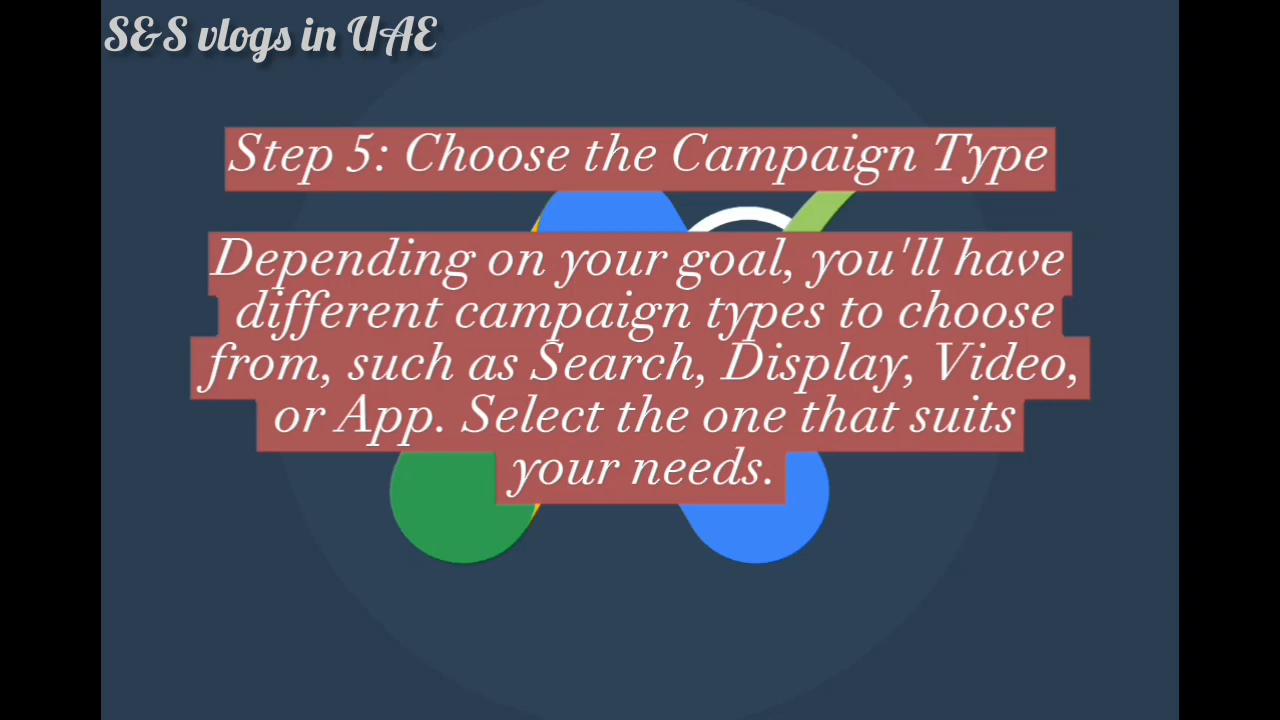 S&S vlogs in UAE
Step 5: Choose the Campaign Type
Depending on your goal, you'll have
different campaign types to choose
from, such as Search, Display, Video,
or App. Select the one that suits
your needs.